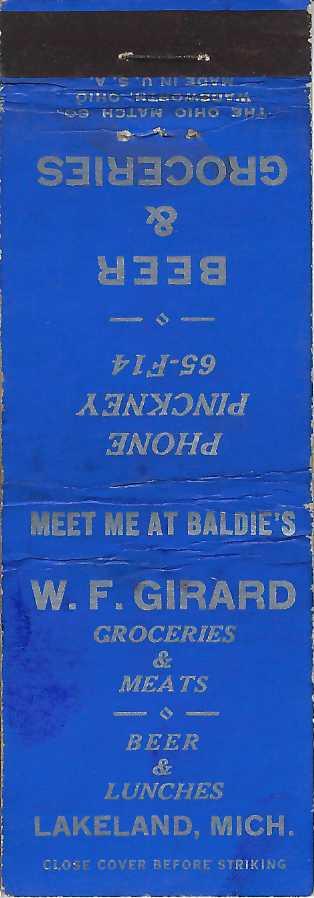 THE OHIO MATCH CO.
WADSWORTH, OHIO
MADE IN U.S.A.
GROCERIES
&
BEER
PHONE
PINCKNEY
65-F14
MEET ME AT BALDIE'S
W. F. GIRARD
GROCERIES
&
MEATS
BEER
&
LUNCHES
LAKELAND, MICH.
CLOSE COVER BEFORE STRIKING